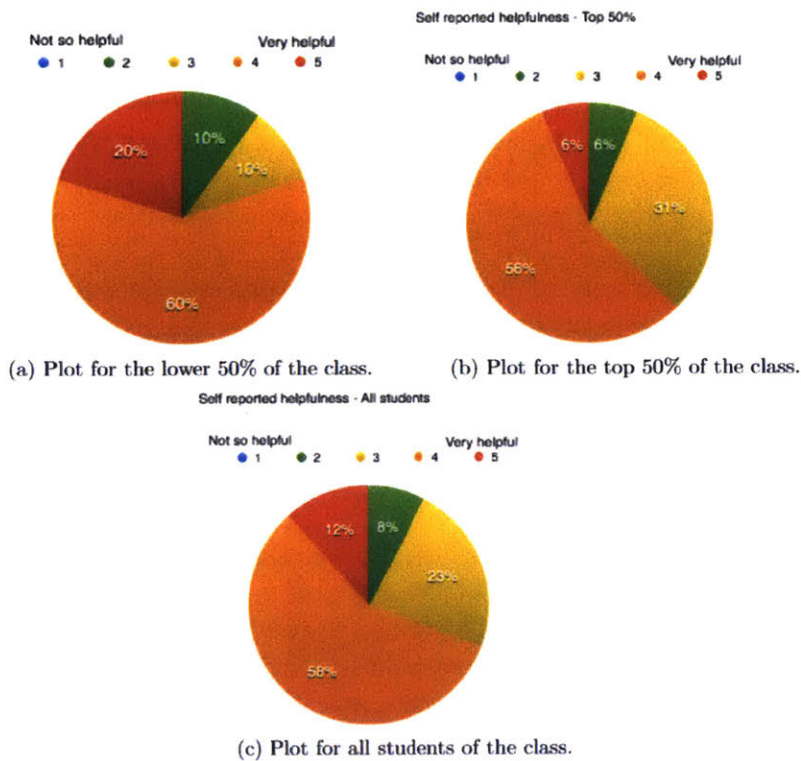 Self reported helpfulness - Top 50%
Not so helpful Very helpful
1 2 3 4 5
20%
10%
10%
60%
Not so helpful Very helpful
1 2 3 4 5
6%
6%
31%
56%
(a) Plot for the lower 50% of the class.
(b) Plot for the top 50% of the class.
Self reported helpfulness - All students
Not so helpful Very helpful
1 2 3 4 5
12%
8%
23%
58%
(c) Plot for all students of the class.